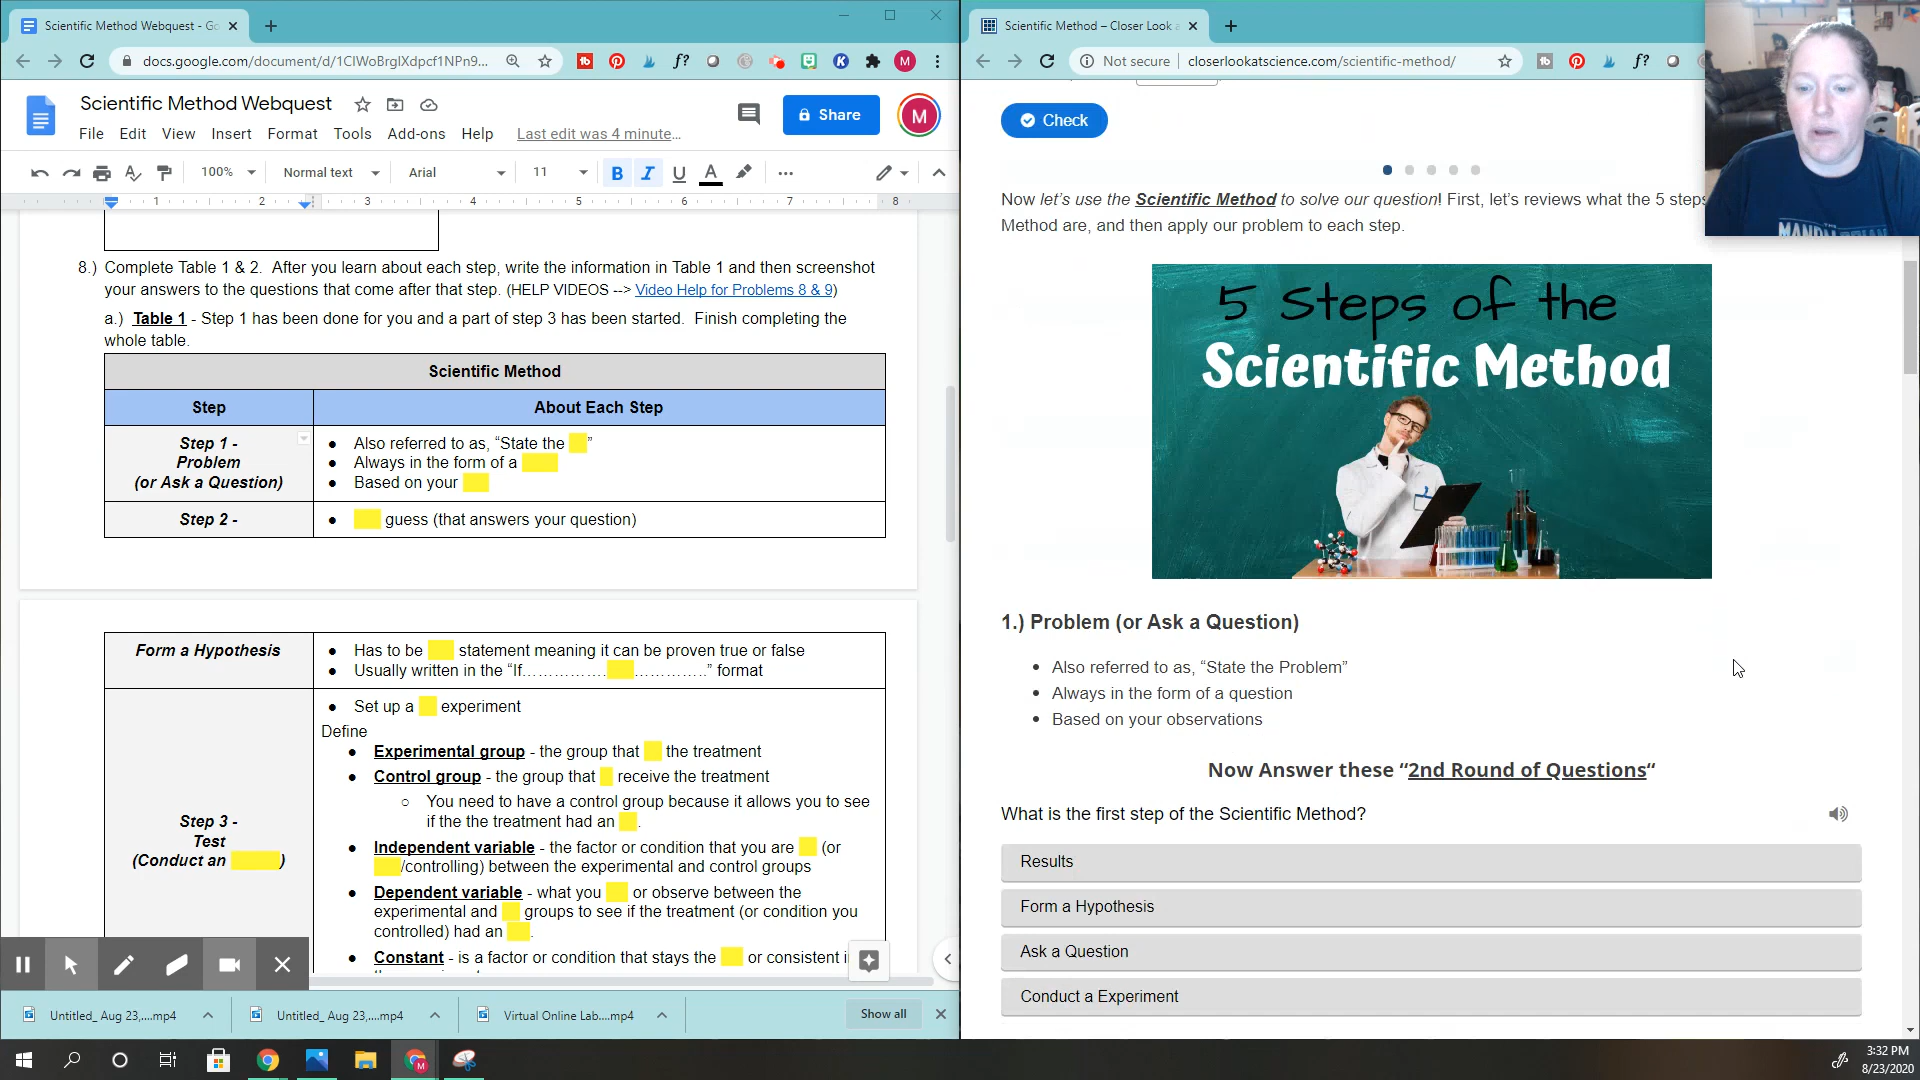 Scientific Method Webquest - Go
docs.google.com/document/d/1ClWoBrglXdpcf1NPn9...
Scientific Method Webquest
File Edit View Insert Format Tools Add-ons Help Last edit was 4 minute...
Share
M
100% Normal text Arial 11 B I U A
1 2 3 4 5 6 7 8
8.) Complete Table 1 & 2. After you learn about each step, write the information in Table 1 and then screenshot
your answers to the questions that come after that step. (HELP VIDEOS --> Video Help for Problems 8 & 9)
a.) Table 1 - Step 1 has been done for you and a part of step 3 has been started. Finish completing the
whole table.
Scientific Method
Step About Each Step
Step 1 -
Problem
(or Ask a Question)
● Also referred to as, “State the ”
● Always in the form of a
● Based on your
Step 2 -
● guess (that answers your question)
Form a Hypothesis
● Has to be statement meaning it can be proven true or false
● Usually written in the “If……………. …………..” format
Step 3 -
Test
(Conduct an )
● Set up a experiment
Define
● Experimental group - the group that the treatment
● Control group - the group that receive the treatment
○ You need to have a control group because it allows you to see
if the the treatment had an .
● Independent variable - the factor or condition that you are (or
/controlling) between the experimental and control groups
● Dependent variable - what you or observe between the
experimental and groups to see if the treatment (or condition you
controlled) had an .
● Constant - is a factor or condition that stays the or consistent i
Untitled_ Aug 23,....mp4
Untitled_ Aug 23,....mp4
Virtual Online Lab....mp4
Show all
Scientific Method – Closer Look a
Not secure closerlookatscience.com/scientific-method/
Check
Now let’s use the Scientific Method to solve our question! First, let’s reviews what the 5 steps
Method are, and then apply our problem to each step.
5 Steps of the
Scientific Method
1.) Problem (or Ask a Question)
• Also referred to as, “State the Problem”
• Always in the form of a question
• Based on your observations
Now Answer these “2nd Round of Questions“
What is the first step of the Scientific Method?
Results
Form a Hypothesis
Ask a Question
Conduct a Experiment
3:32 PM
8/23/2020